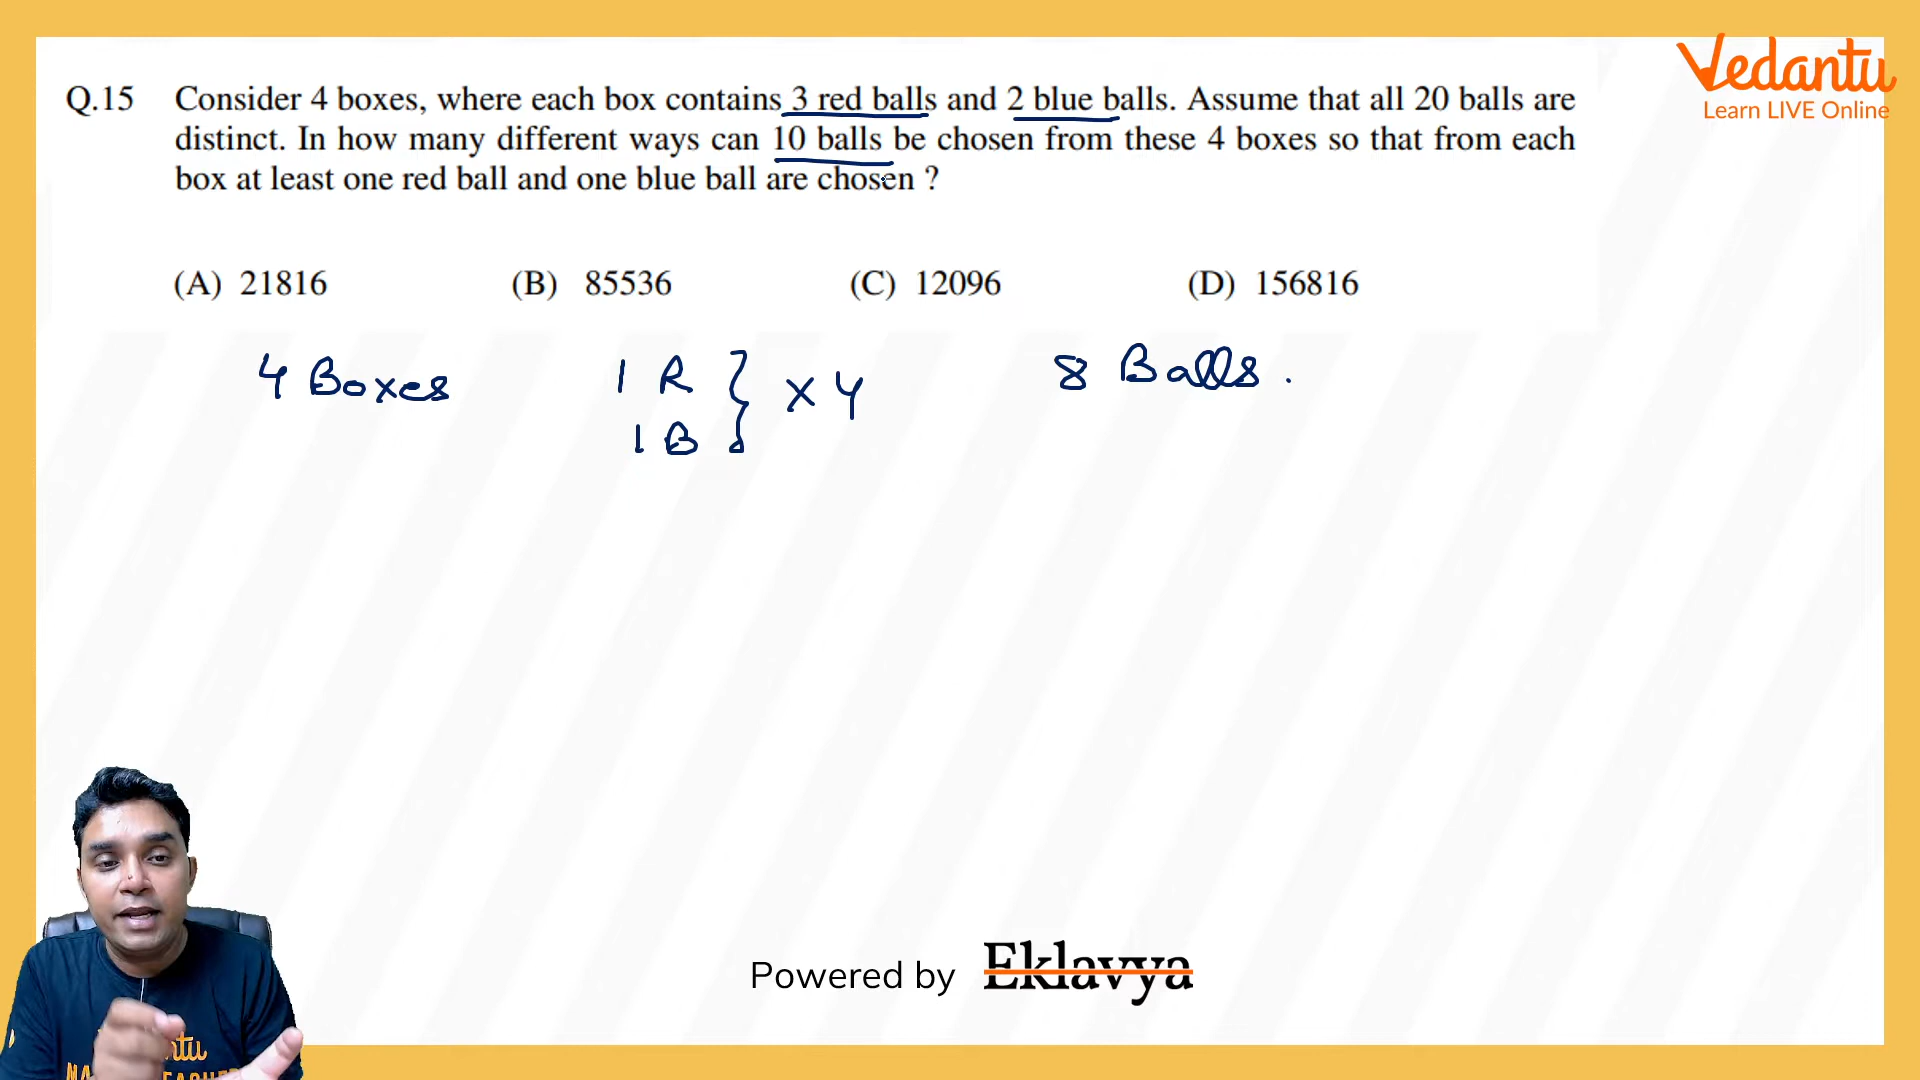 Vedantu
Learn LIVE Online
Q.15 Consider 4 boxes, where each box contains 3 red balls and 2 blue balls. Assume that all 20 balls are
distinct. In how many different ways can 10 balls be chosen from these 4 boxes so that from each
box at least one red ball and one blue ball are chosen ?
(A) 21816 (B) 85536 (C) 12096 (D) 156816
4 Boxes 1 R } x 4 8 Balls.
1 B
Powered by Eklavya